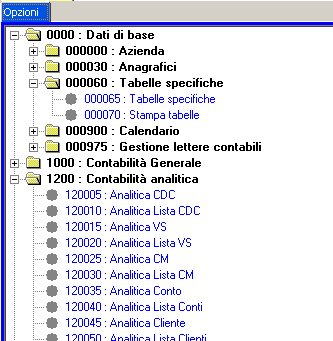 Opzioni
0000 : Dati di base
000000 : Azienda
000030 : Anagrafici
000060 : Tabelle specifiche
000065 : Tabelle specifiche
000070 : Stampa tabelle
000900 : Calendario
000975 : Gestione lettere contabili
1000 : Contabilità Generale
1200 : Contabilità analitica
120005 : Analitica CDC
120010 : Analitica Lista CDC
120015 : Analitica VS
120020 : Analitica Lista VS
120025 : Analitica CM
120030 : Analitica Lista CM
120035 : Analitica Conto
120040 : Analitica Lista Conti
120045 : Analitica Cliente
120050 : Analitica Lista Clienti